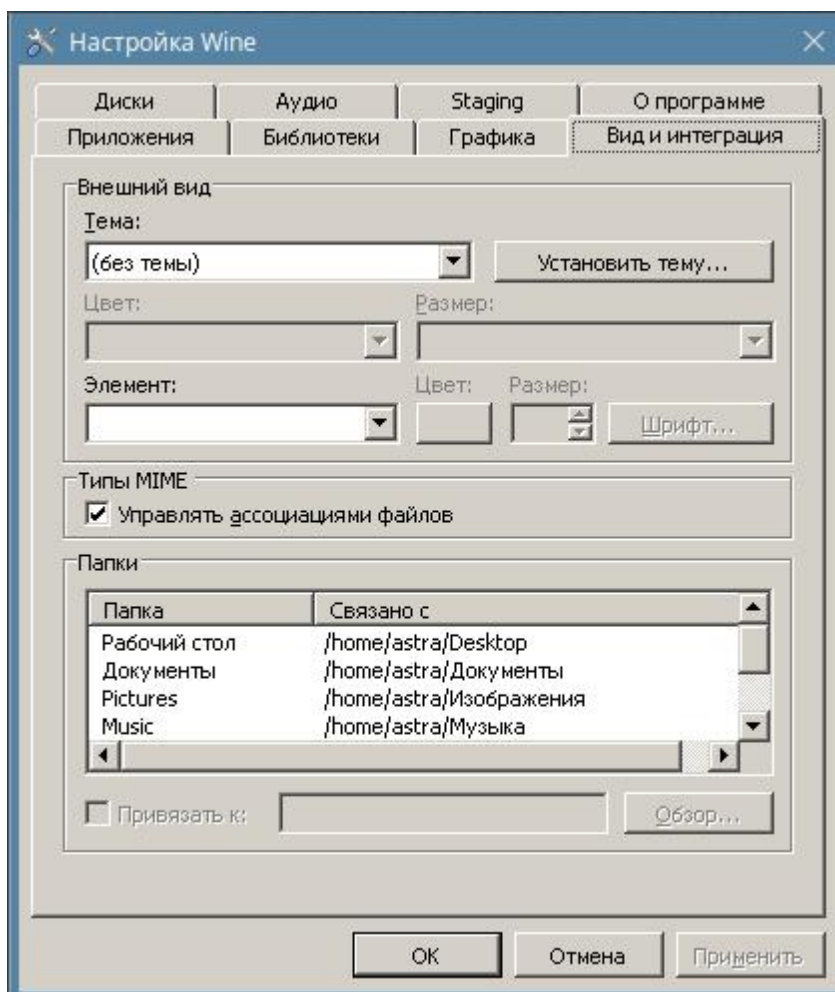 Настройка Wine
Диски Аудио Staging О программе
Приложения Библиотеки Графика Вид и интеграция
Внешний вид
Тема:
(без темы) Установить тему...
Цвет: Размер:
Элемент: Цвет: Размер:
Шрифт...
Типы MIME
Управлять ассоциациями файлов
Папки
Папка Связано с
Рабочий стол /home/astra/Desktop
Документы /home/astra/Документы
Pictures /home/astra/Изображения
Music /home/astra/Музыка
Привязать к: Обзор...
ОК Отмена Применить